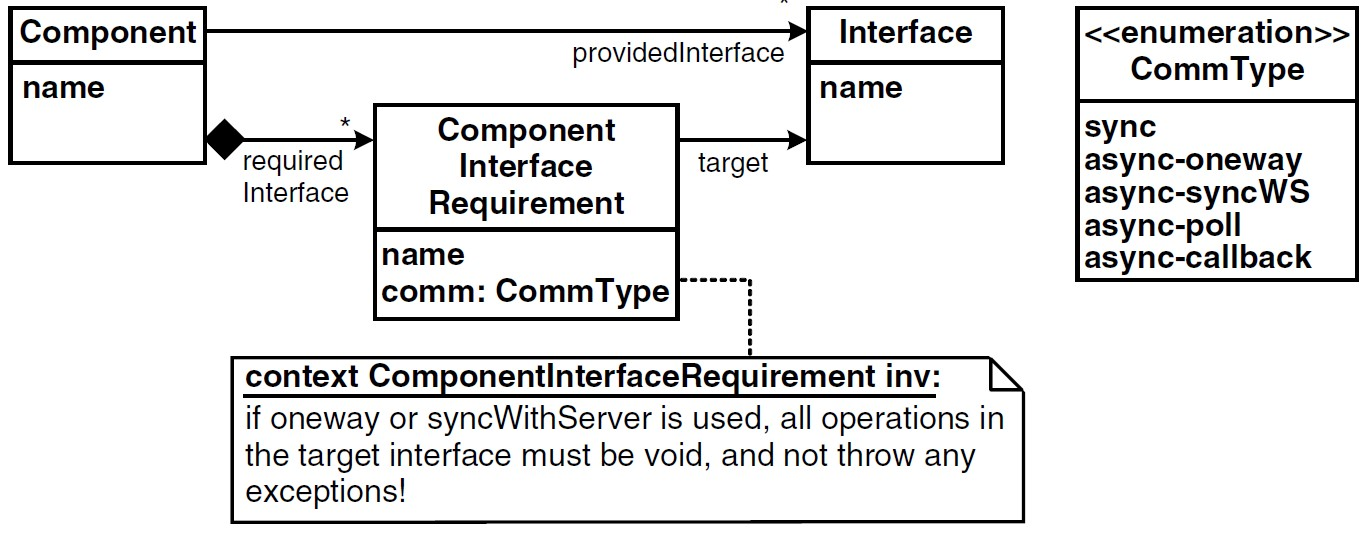 Component
name
*
providedInterface
Interface
name
<<enumeration>>
CommType
sync
async-oneway
async-syncWS
async-poll
async-callback
*
required
Interface
Component
Interface
Requirement
name
comm: CommType
target
context ComponentInterfaceRequirement inv:
if oneway or syncWithServer is used, all operations in
the target interface must be void, and not throw any
exceptions!